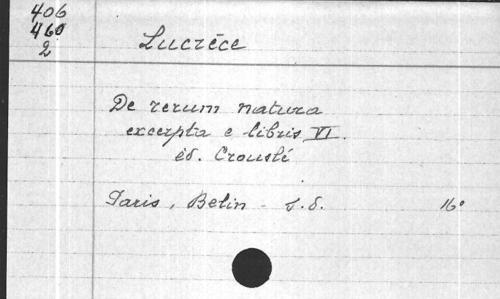 406
460
2
Lucrèce
De rerum natura
excerpta e libris VI.
éd. Crouslé
Paris, Belin - s.d. 16°